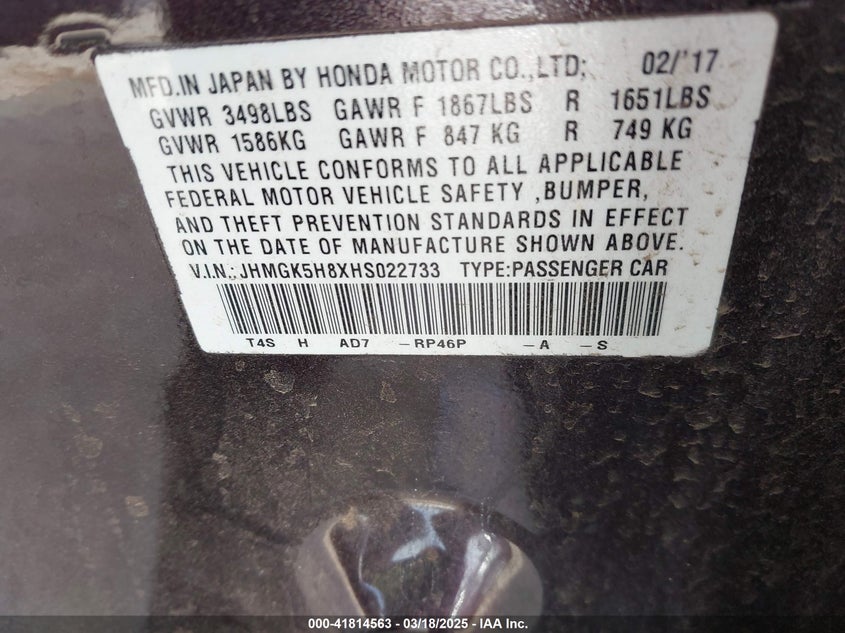 MFD.IN JAPAN BY HONDA MOTOR CO.,LTD; 02/'17
GVWR 3498LBS GAWR F 1867LBS R 1651LBS
GVWR 1586KG GAWR F 847 KG R 749 KG
THIS VEHICLE CONFORMS TO ALL APPLICABLE
FEDERAL MOTOR VEHICLE SAFETY ,BUMPER,
AND THEFT PREVENTION STANDARDS IN EFFECT
ON THE DATE OF MANUFACTURE SHOWN ABOVE.
V.I.N.:JHMGK5H8XHS022733 TYPE:PASSENGER CAR
T4S H AD7 -RP46P -A -S
000-41814563 - 03/18/2025 - IAA Inc.